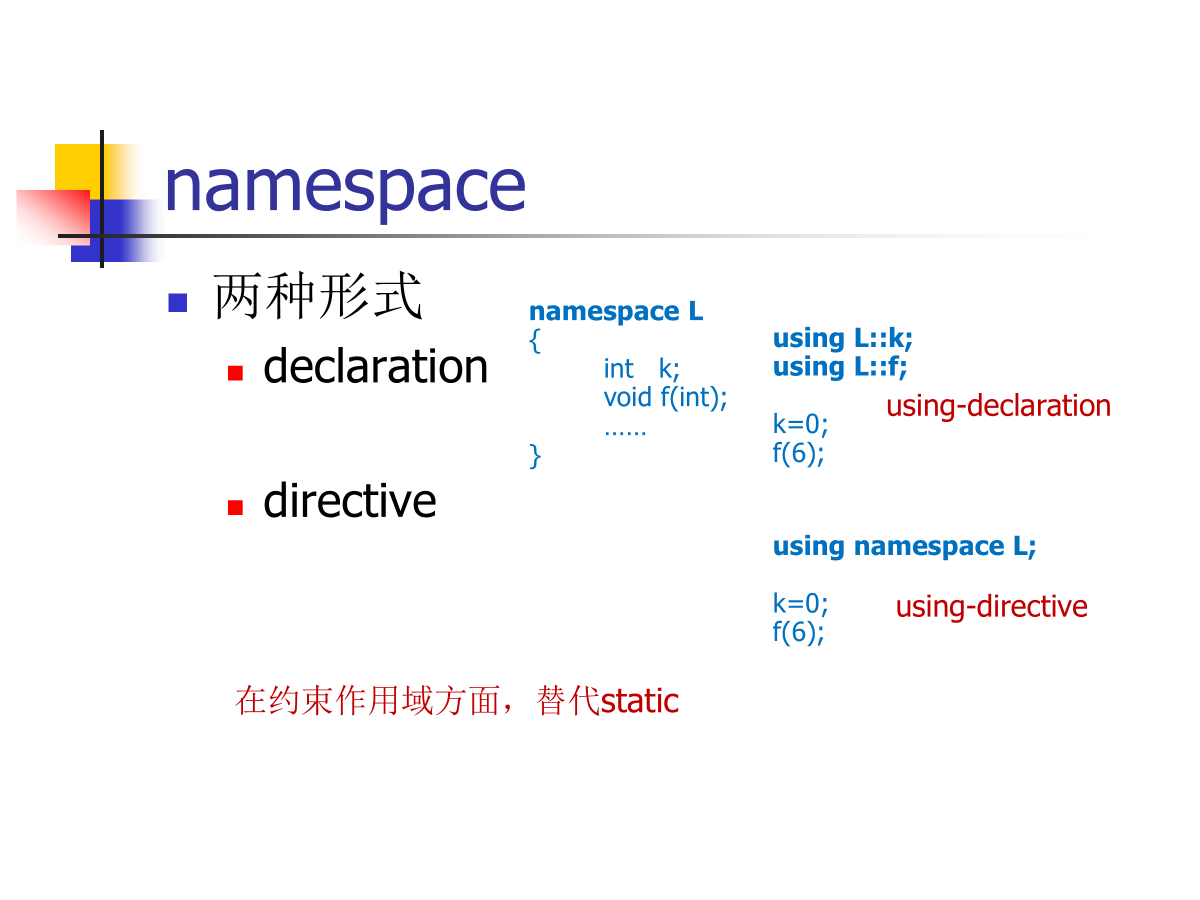 namespace
两种形式
declaration
directive
namespace L
{
int k;
void f(int);
……
}
using L::k;
using L::f;
using-declaration
k=0;
f(6);
using namespace L;
k=0;
using-directive
f(6);
在约束作用域方面，替代static